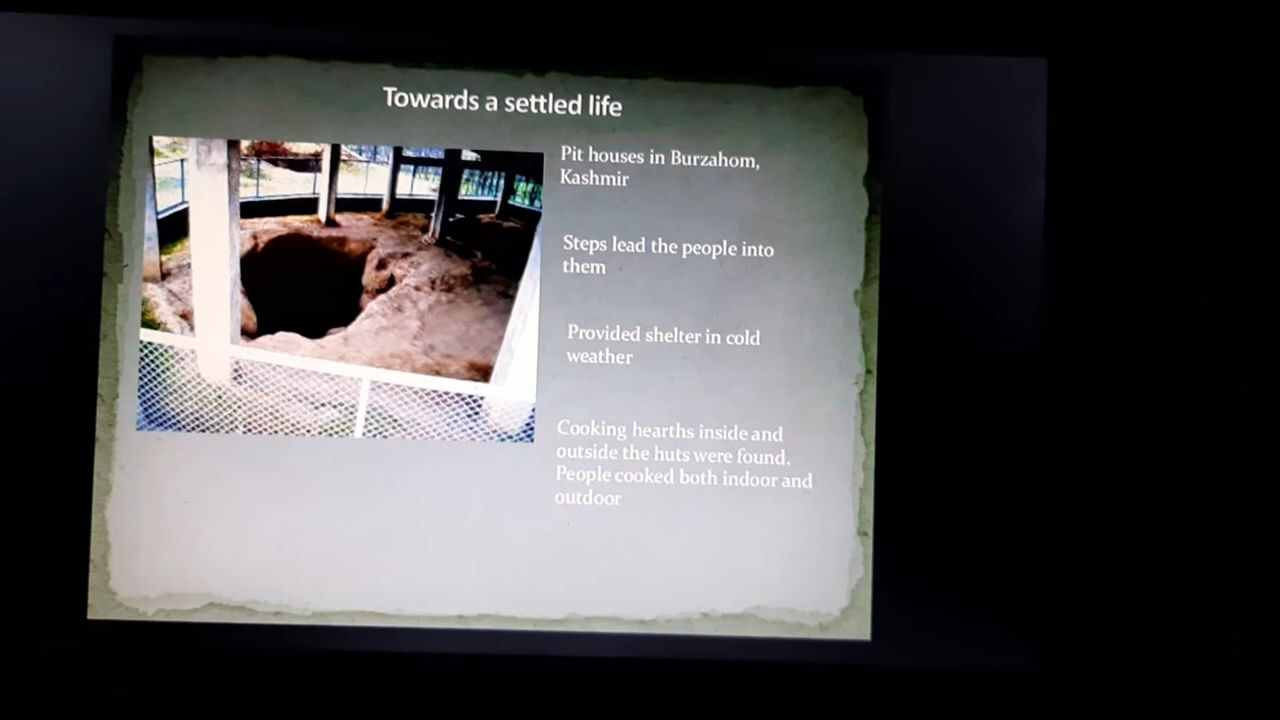 Towards a settled life
Pit houses in Burzahom,
Kashmir
Steps lead the people into
them
Provided shelter in cold
weather
Cooking hearths inside and
outside the huts were found.
People cooked both indoor and
outdoor